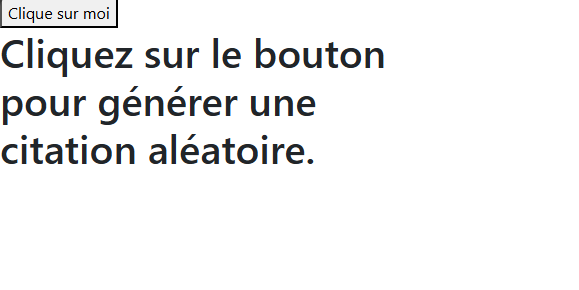 Clique sur moi
Cliquez sur le bouton
pour générer une
citation aléatoire.